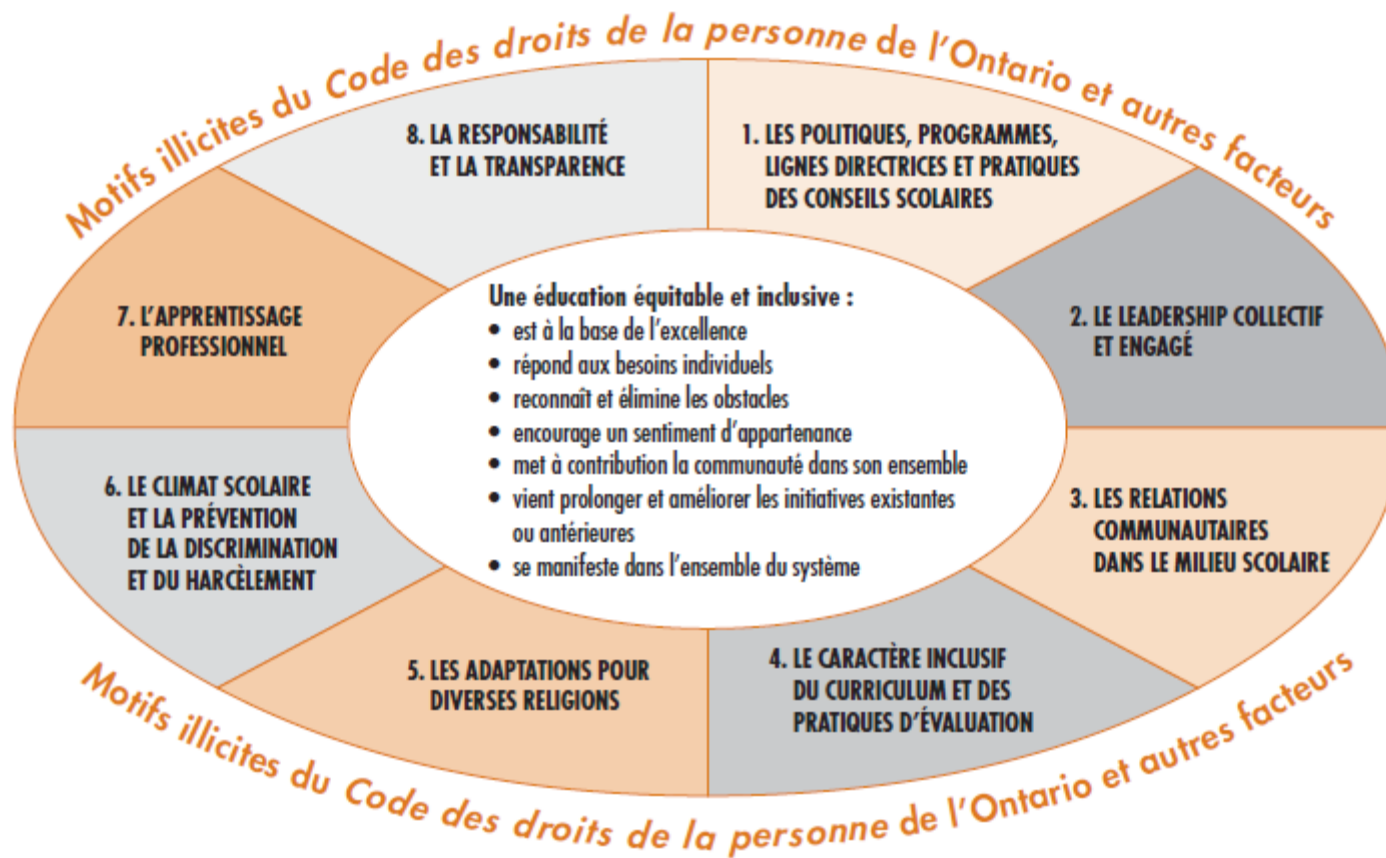 Motifs illicites du Code des droits de la personne de l'Ontario et autres facteurs
8. LA RESPONSABILITÉ
ET LA TRANSPARENCE
1. LES POLITIQUES, PROGRAMMES,
LIGNES DIRECTRICES ET PRATIQUES
DES CONSEILS SCOLAIRES
7. L'APPRENTISSAGE
PROFESSIONNEL
2. LE LEADERSHIP COLLECTIF
ET ENGAGÉ
Une éducation équitable et inclusive :
• est à la base de l'excellence
• répond aux besoins individuels
• reconnaît et élimine les obstacles
• encourage un sentiment d'appartenance
• met à contribution la communauté dans son ensemble
• vient prolonger et améliorer les initiatives existantes
ou antérieures
• se manifeste dans l'ensemble du système
6. LE CLIMAT SCOLAIRE
ET LA PRÉVENTION
DE LA DISCRIMINATION
ET DU HARCÈLEMENT
3. LES RELATIONS
COMMUNAUTAIRES
DANS LE MILIEU SCOLAIRE
5. LES ADAPTATIONS POUR
DIVERSES RELIGIONS
4. LE CARACTÈRE INCLUSIF
DU CURRICULUM ET DES
PRATIQUES D'ÉVALUATION
Motifs illicites du Code des droits de la personne de l'Ontario et autres facteurs